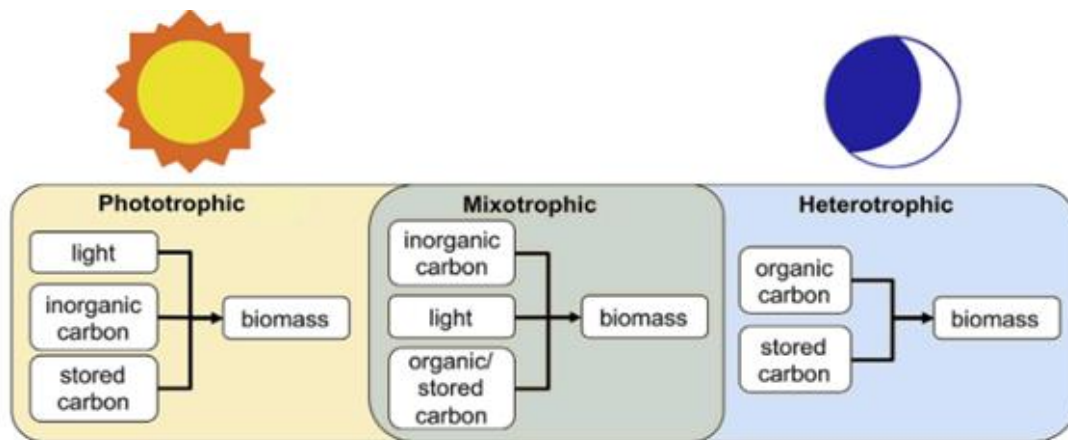 Phototrophic
light
inorganic
carbon
stored
carbon
biomass
Mixotrophic
inorganic
carbon
light
organic/
stored
carbon
biomass
Heterotrophic
organic
carbon
stored
carbon
biomass